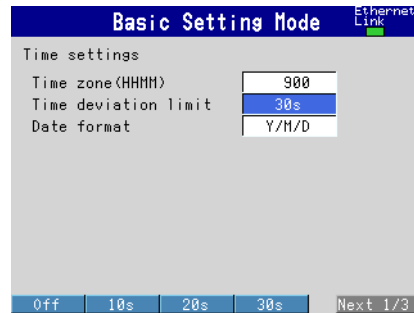 Basic Setting Mode
Ethernet
Link
Time settings
Time zone(HHMM) 900
Time deviation limit 30s
Date format Y/M/D
Off 10s 20s 30s Next 1/3